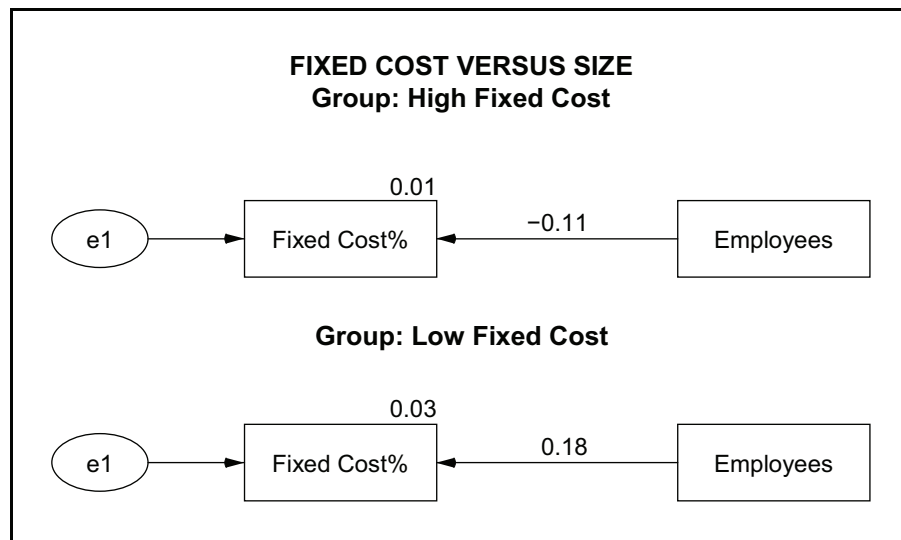 FIXED COST VERSUS SIZE
Group: High Fixed Cost
0.01
e1
Fixed Cost%
−0.11
Employees
Group: Low Fixed Cost
0.03
e1
Fixed Cost%
0.18
Employees